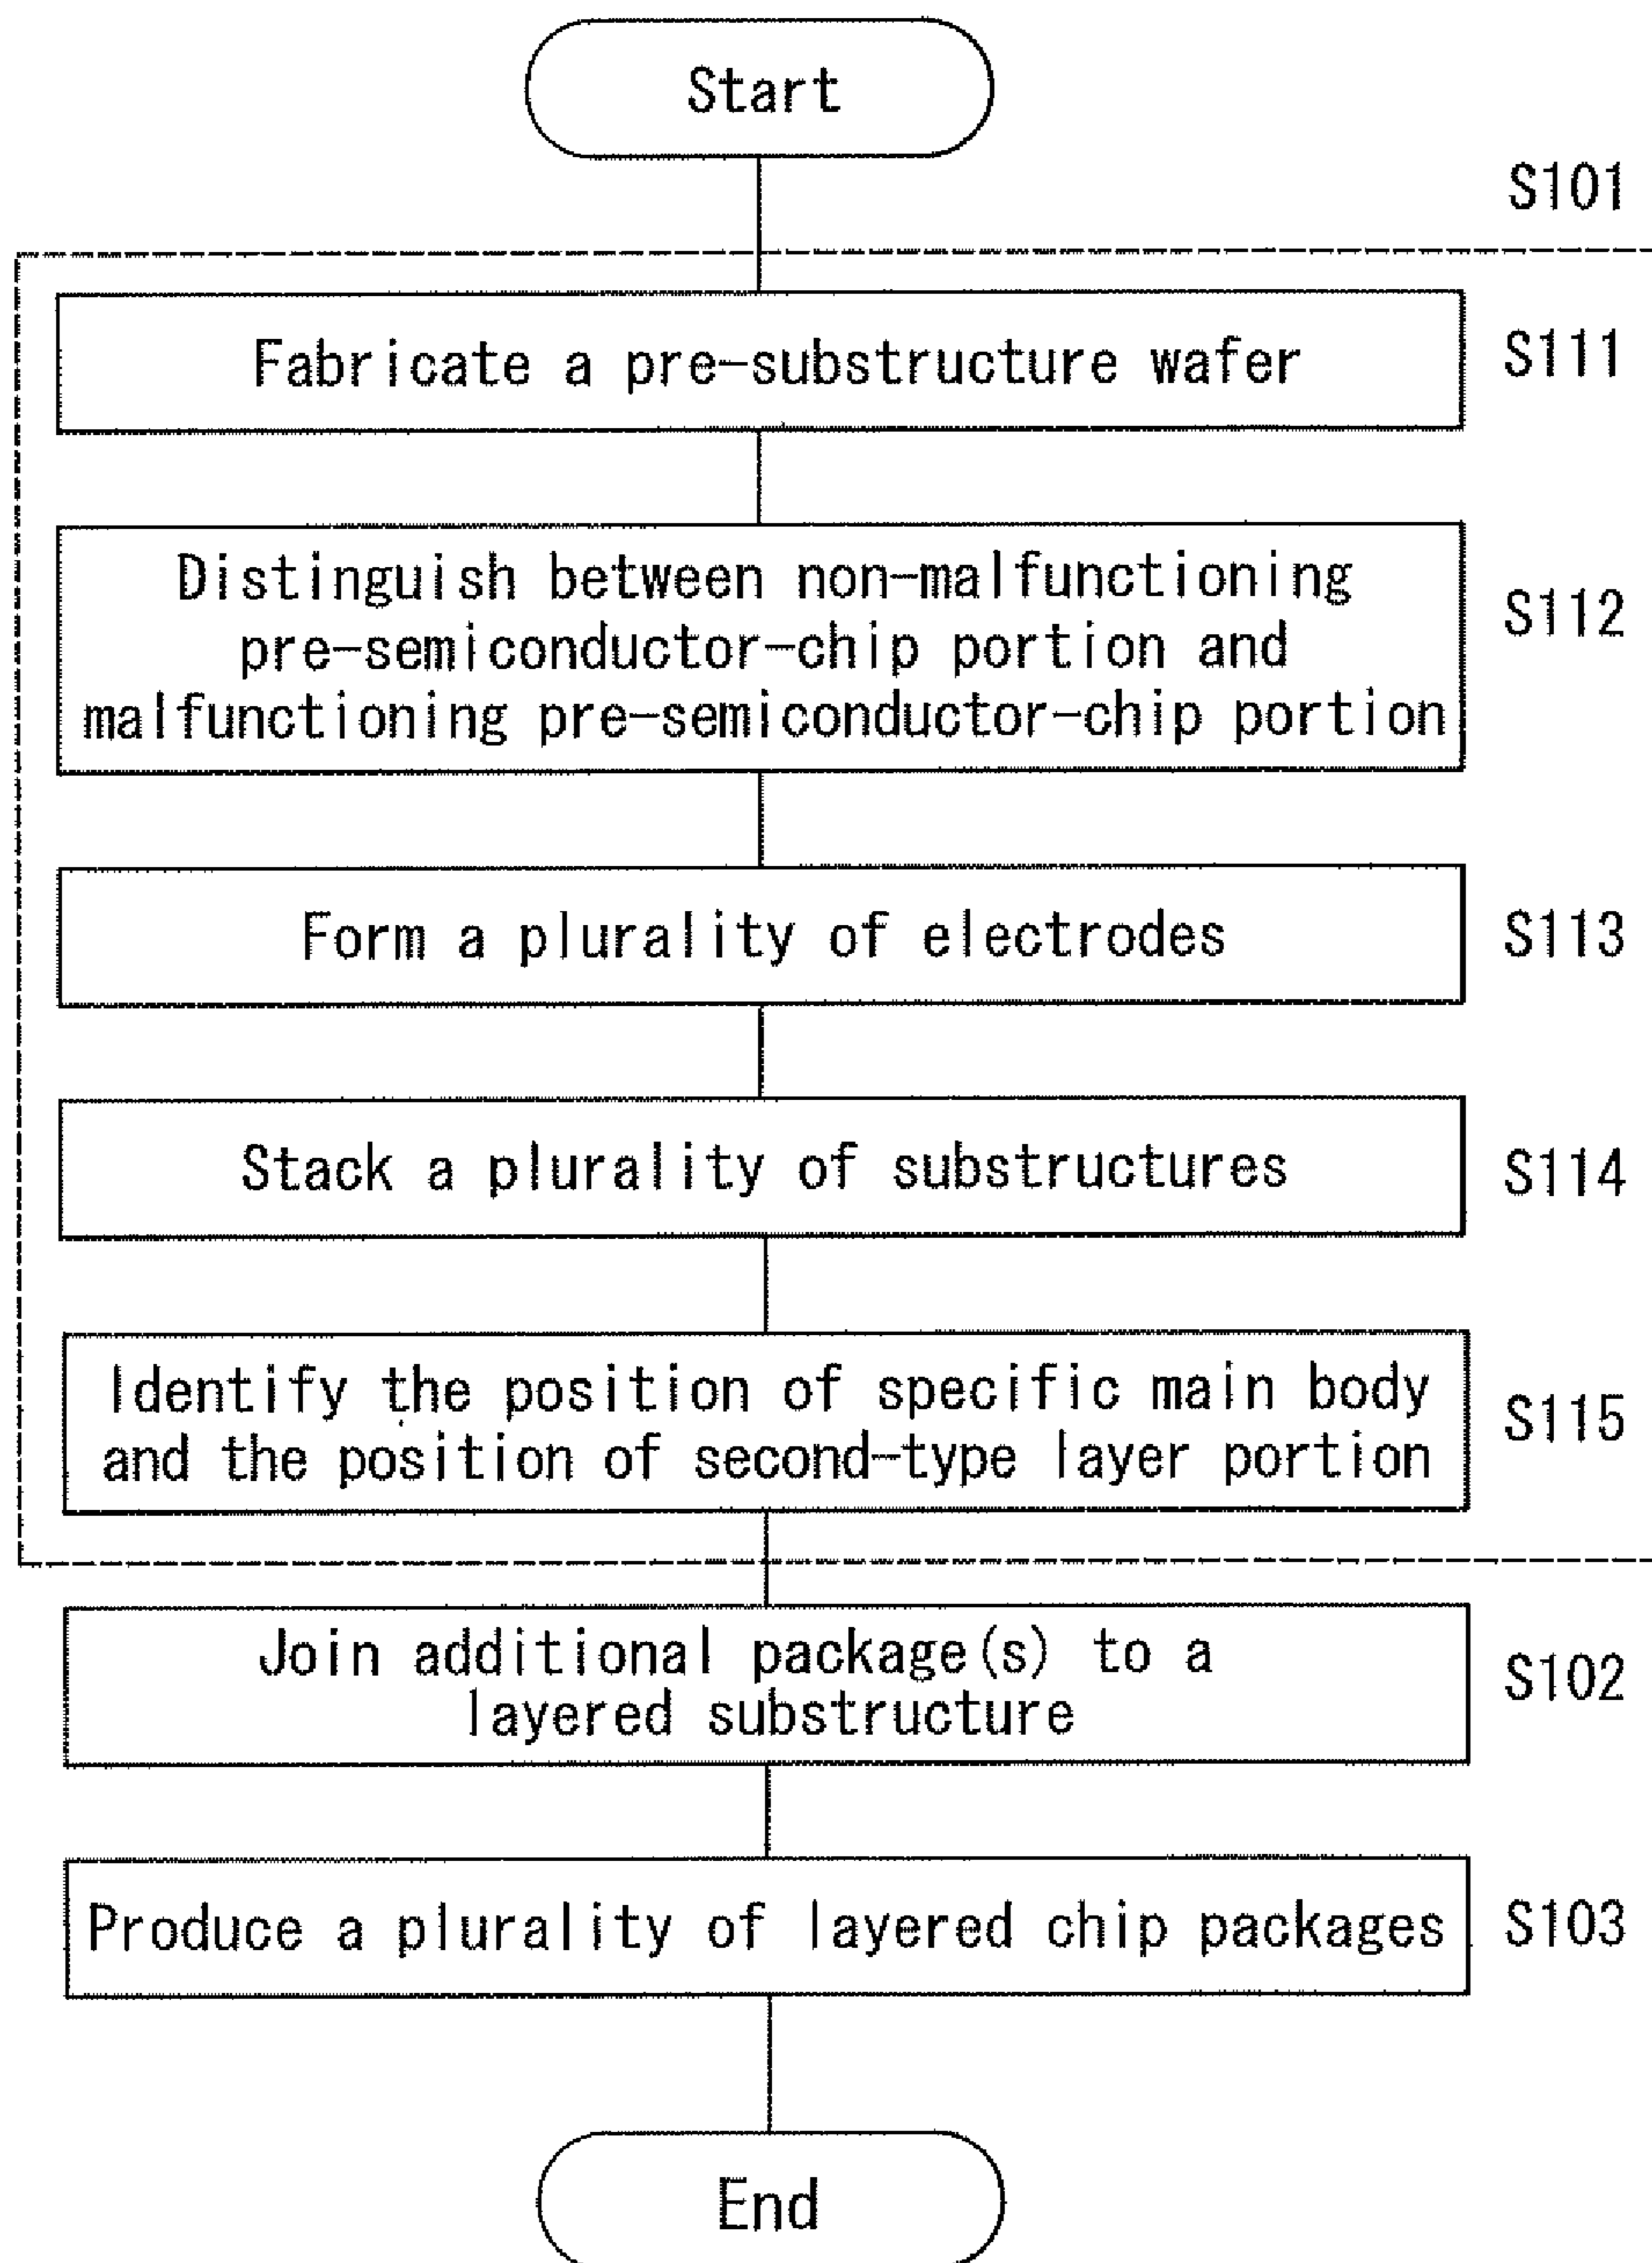 Start
S101
Fabricate a pre-substructure wafer
S111
Distinguish between non-malfunctioning
pre-semiconductor-chip portion and
malfunctioning pre-semiconductor-chip portion
S112
Form a plurality of electrodes
S113
Stack a plurality of substructures
S114
Identify the position of specific main body
and the position of second-type layer portion
S115
Join additional package(s) to a
layered substructure
S102
Produce a plurality of layered chip packages
S103
End